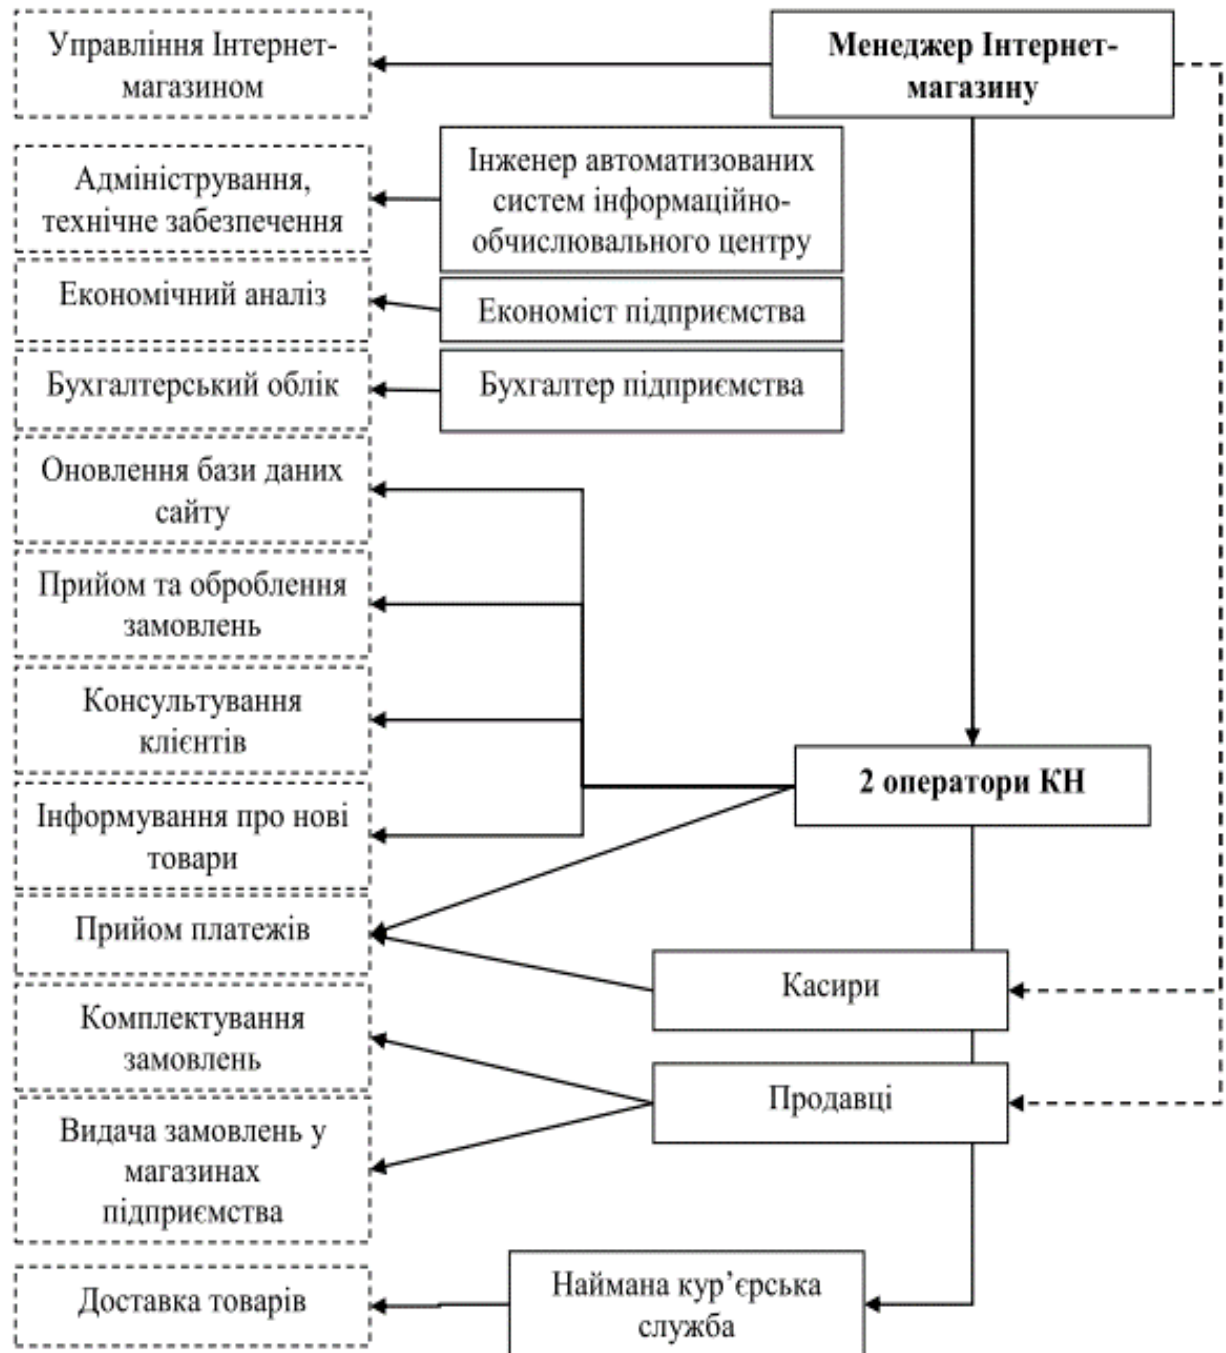 Управління Інтернет-
магазином
Менеджер Інтернет-
магазину
Адміністрування,
технічне забезпечення
Інженер автоматизованих
систем інформаційно-
обчислювального центру
Економічний аналіз
Економіст підприємства
Бухгалтерський облік
Бухгалтер підприємства
Оновлення бази даних
сайту
Прийом та оброблення
замовлень
Консультування
клієнтів
2 оператори КН
Інформування про нові
товари
Прийом платежів
Касири
Комплектування
замовлень
Продавці
Видача замовлень у
магазинах
підприємства
Доставка товарів
Наймана кур’єрська
служба